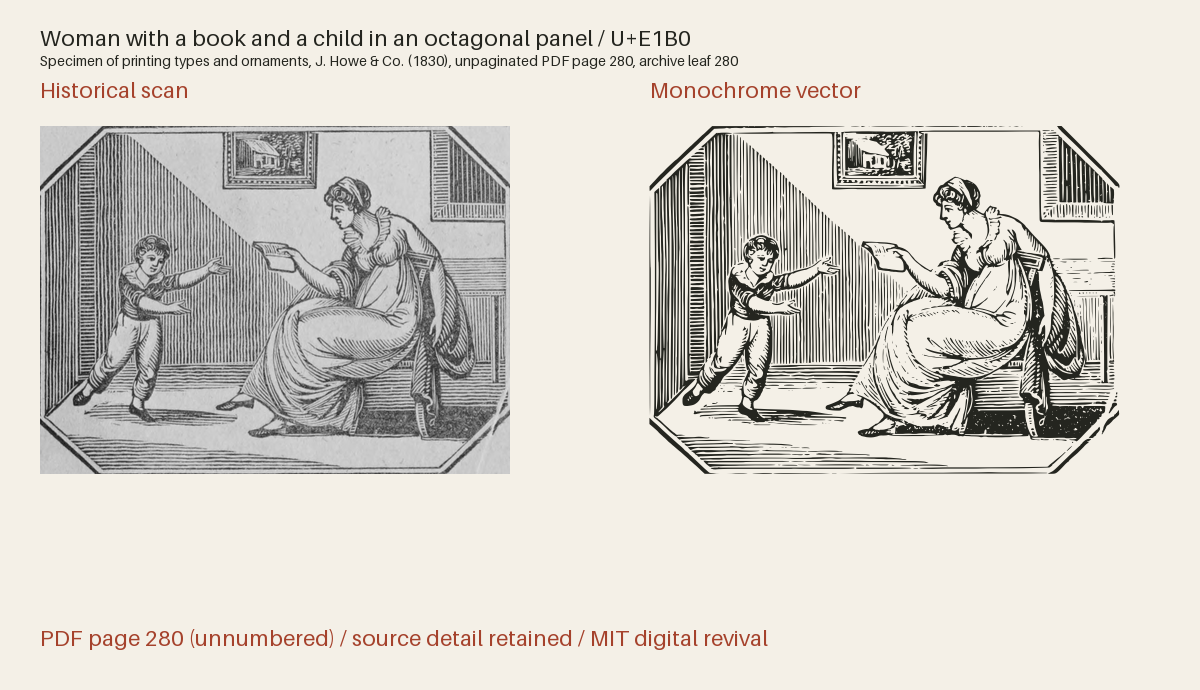 Woman with a book and a child in an octagonal panel / U+E1B0
Specimen of printing types and ornaments, J. Howe & Co. (1830), unpaginated PDF page 280, archive leaf 280
Historical scan
Monochrome vector
PDF page 280 (unnumbered) / source detail retained / MIT digital revival